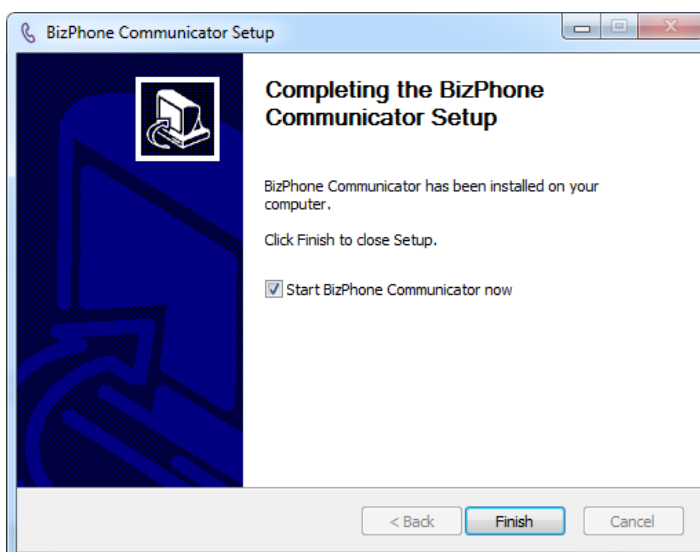 BizPhone Communicator Setup
Completing the BizPhone
Communicator Setup
BizPhone Communicator has been installed on your
computer.
Click Finish to close Setup.
Start BizPhone Communicator now
< Back
Finish
Cancel